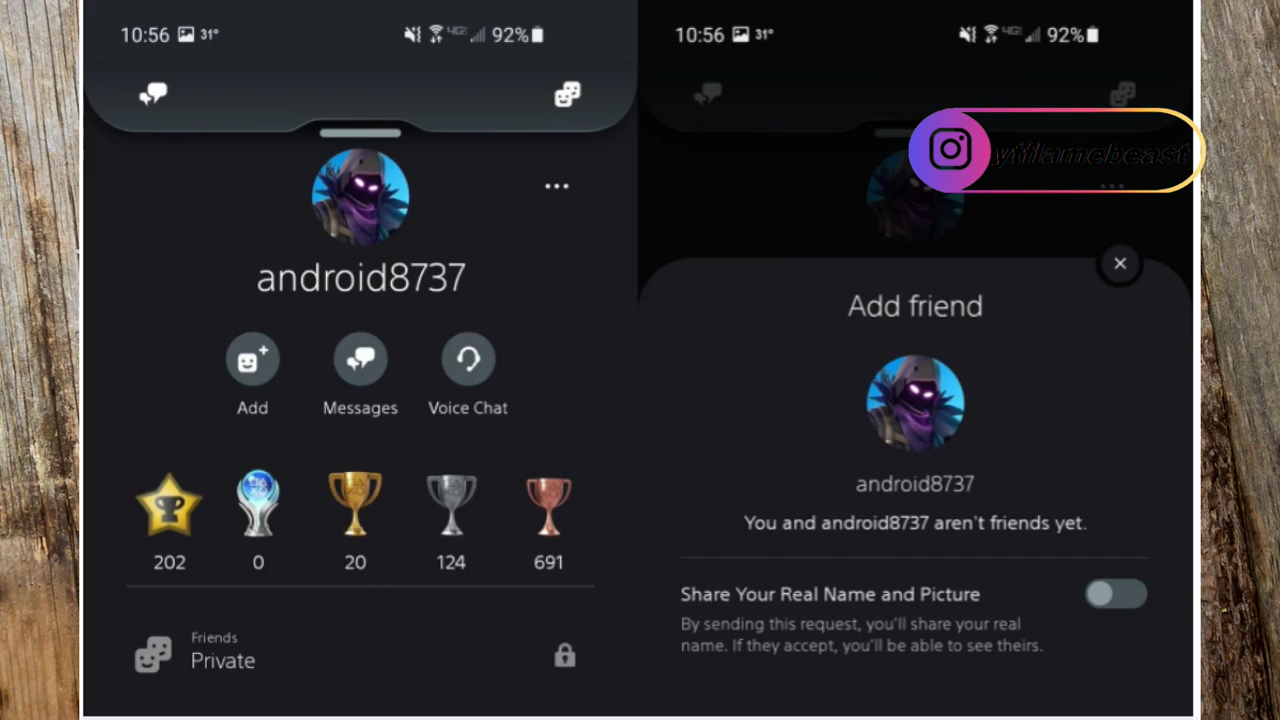 10:56 31° 4G 92%
android8737
Add Messages Voice Chat
202 0 20 124 691
Friends
Private
10:56 31° 4G 92%
ytflamebeast
Add friend
android8737
You and android8737 aren't friends yet.
Share Your Real Name and Picture
By sending this request, you'll share your real
name. If they accept, you'll be able to see theirs.